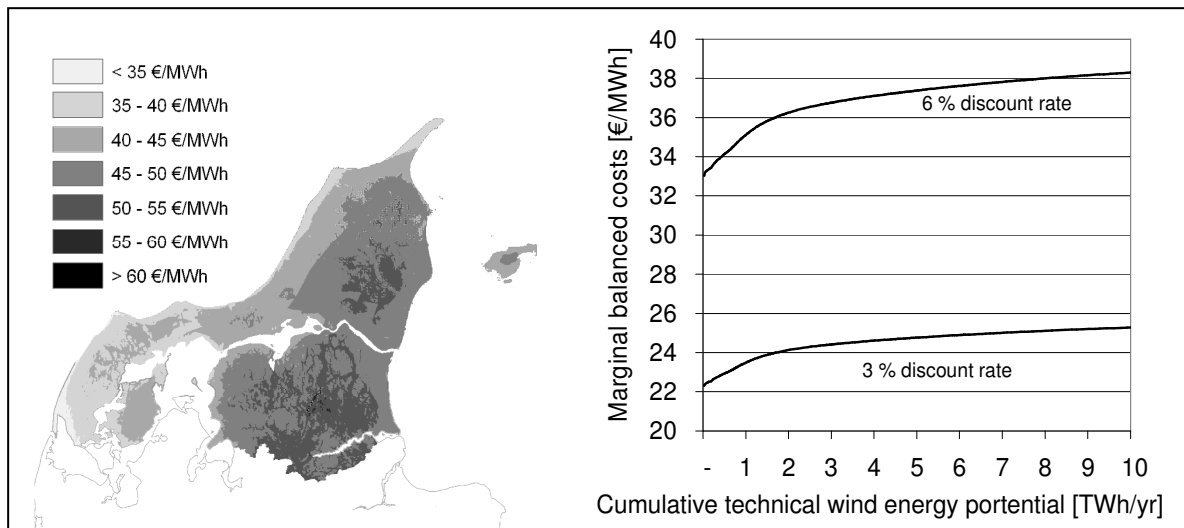 < 35 €/MWh
35 - 40 €/MWh
40 - 45 €/MWh
45 - 50 €/MWh
50 - 55 €/MWh
55 - 60 €/MWh
> 60 €/MWh
Marginal balanced costs [€/MWh]
40
38
36
34
32
30
28
26
24
22
20
6 % discount rate
3 % discount rate
- 1 2 3 4 5 6 7 8 9 10
Cumulative technical wind energy portential [TWh/yr]